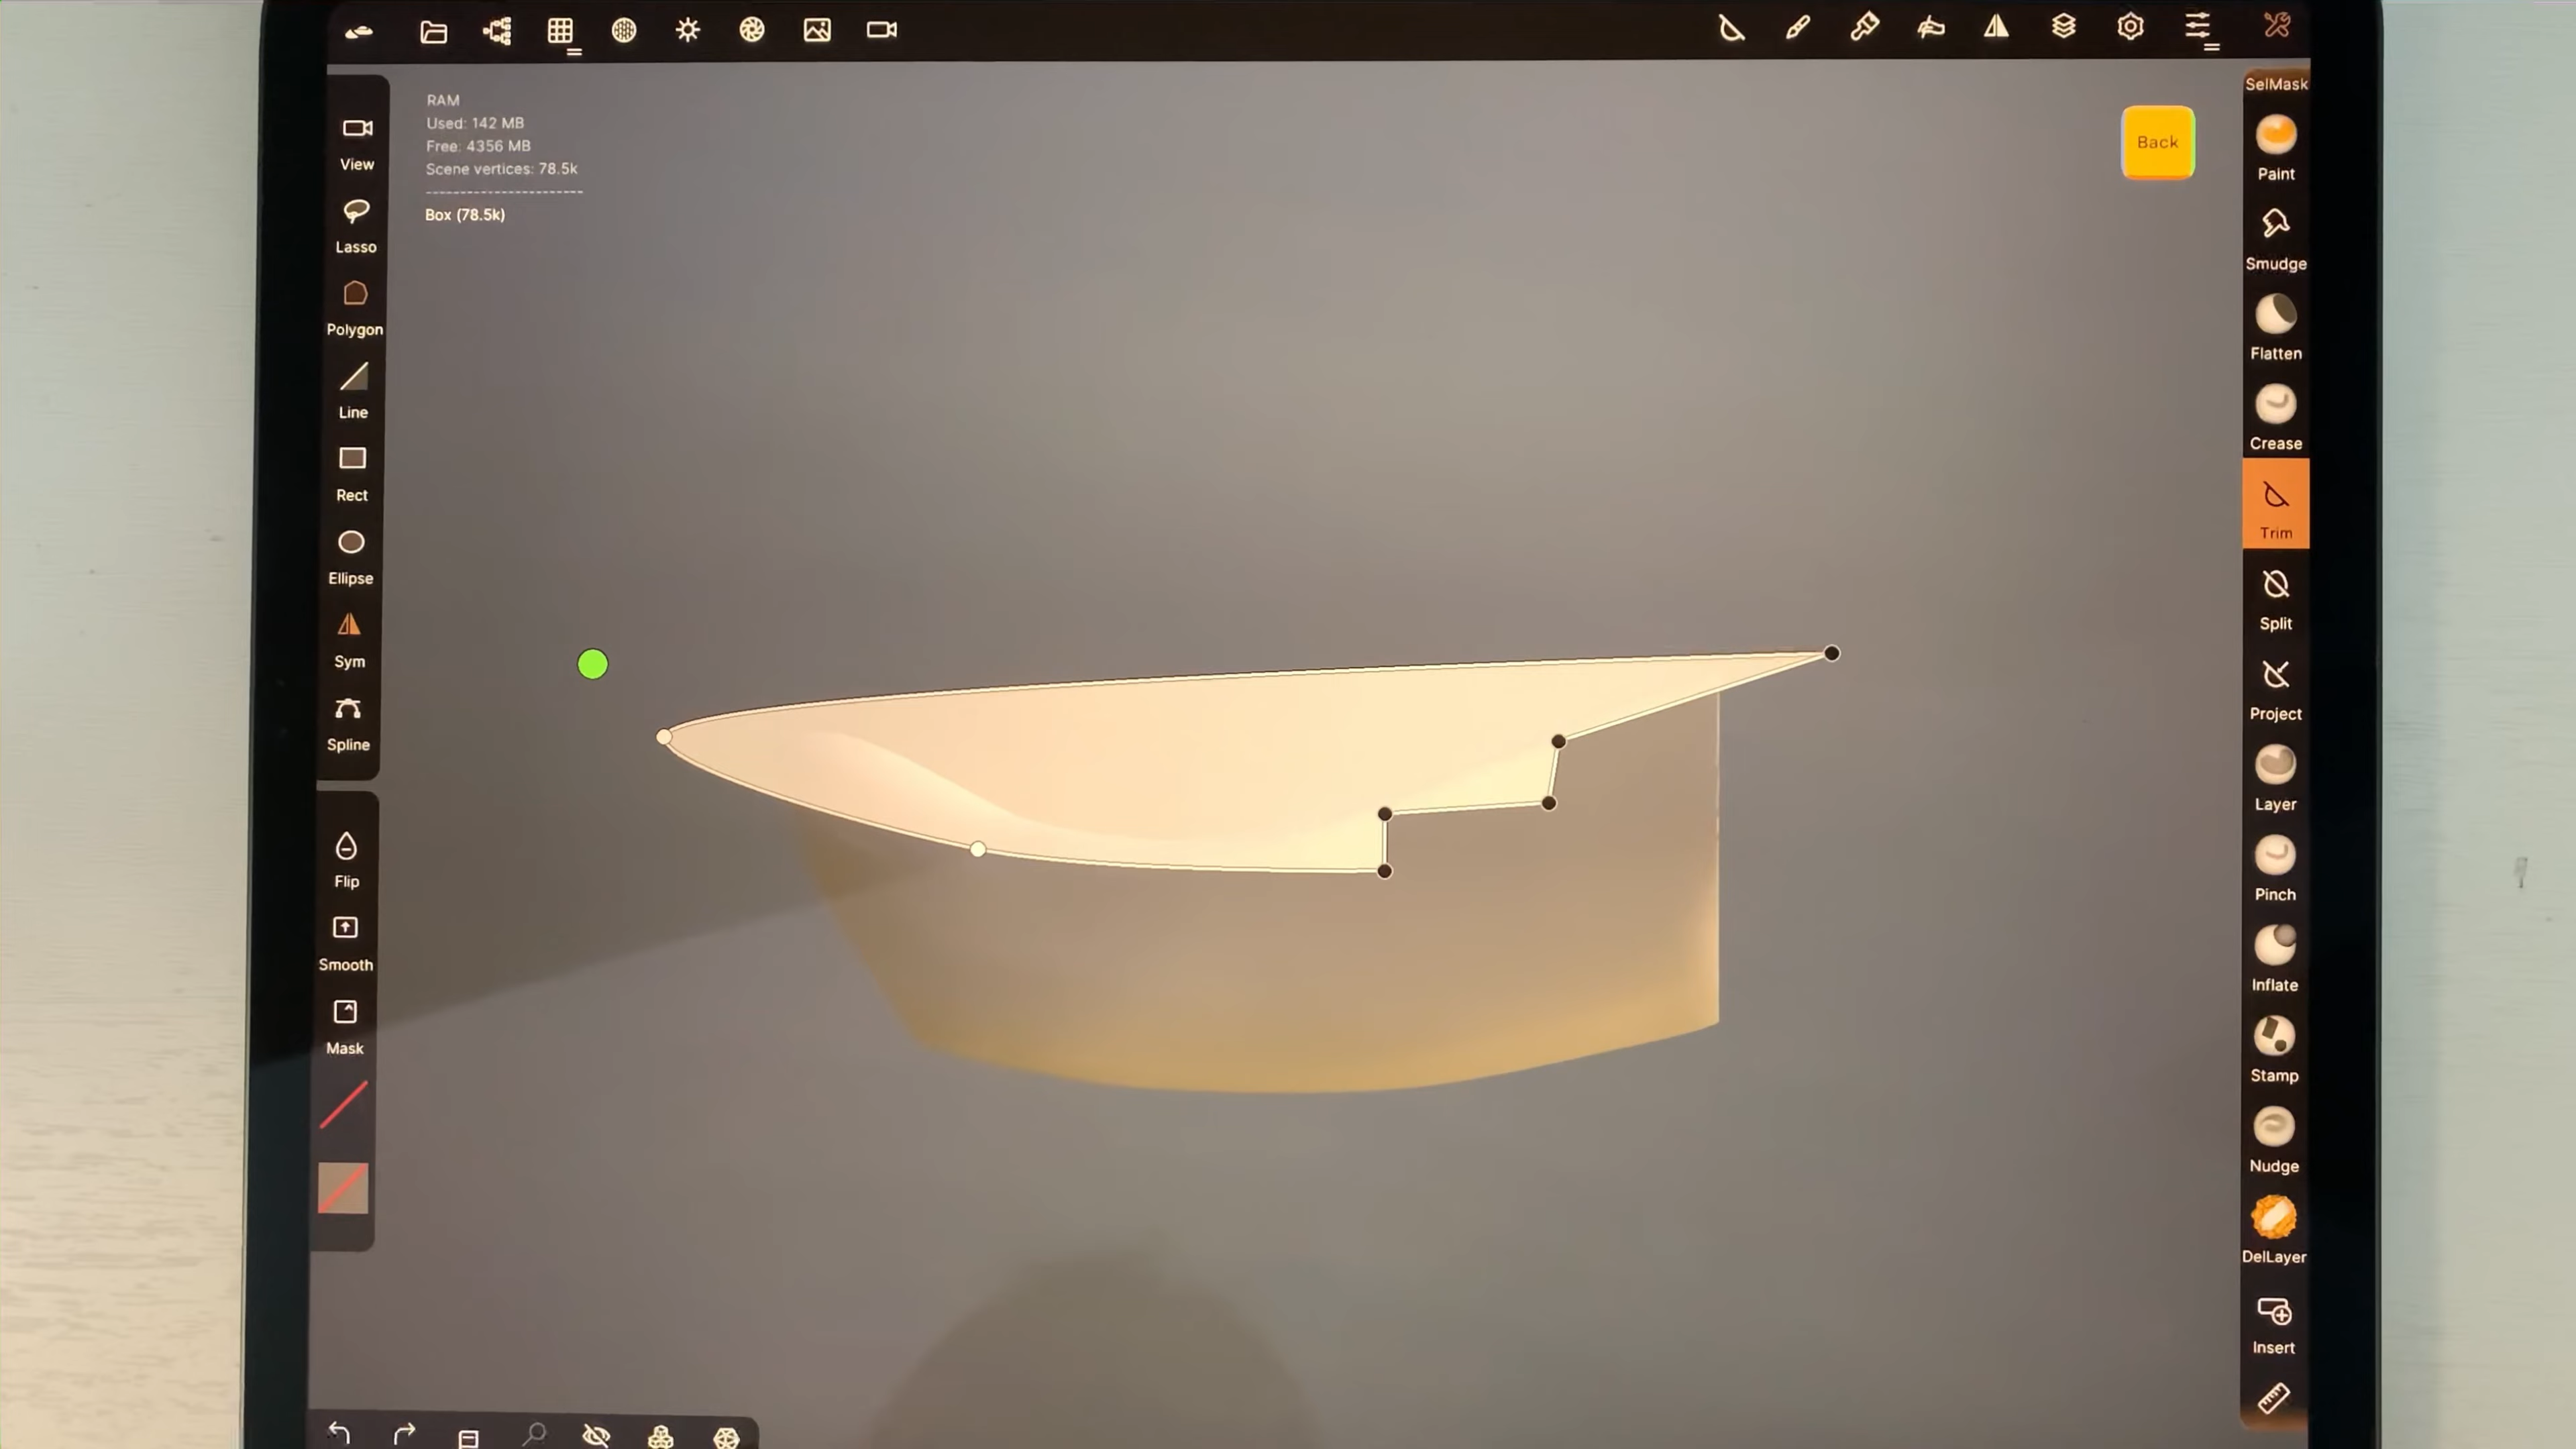 RAM
Used: 142 MB
Free: 4356 MB
Scene vertices: 78.5k
Box (78.5k)
Back
View
Lasso
Polygon
Line
Rect
Ellipse
Sym
Spline
Flip
Smooth
Mask
SelMask
Paint
Smudge
Flatten
Crease
Trim
Split
Project
Layer
Pinch
Inflate
Stamp
Nudge
DelLayer
Insert